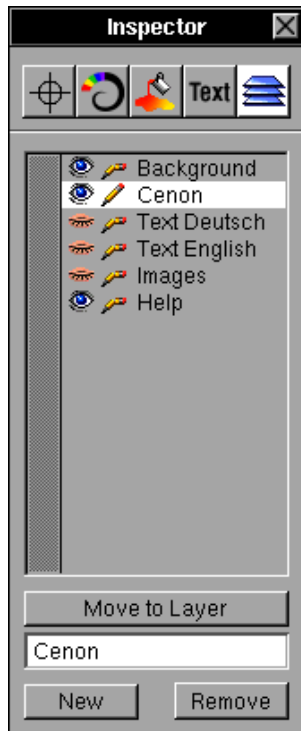 Inspector
Text
Background
Cenon
Text Deutsch
Text English
Images
Help
Move to Layer
Cenon
New Remove